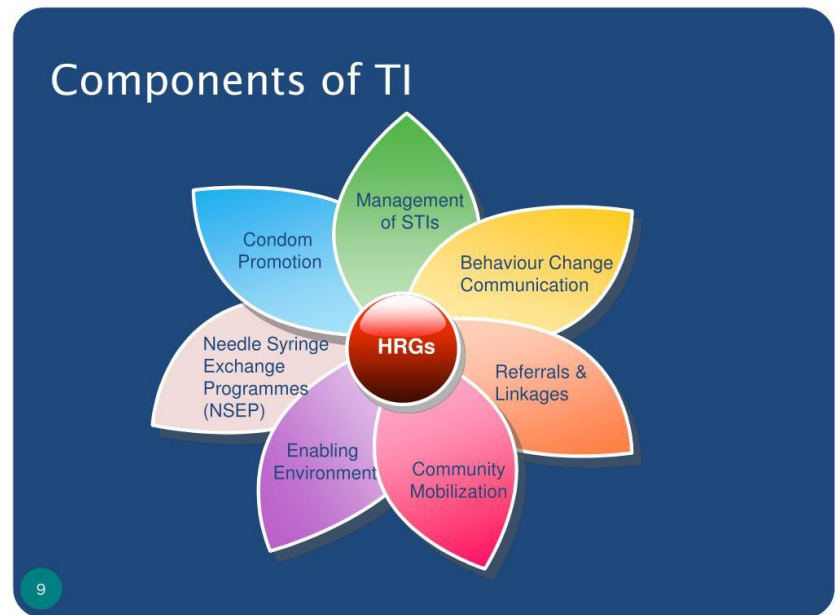 Components of TI
Management
of STIs
Behaviour Change
Communication
Referrals &
Linkages
Community
Mobilization
Enabling
Environment
Needle Syringe
Exchange
Programmes
(NSEP)
Condom
Promotion
HRGs
9